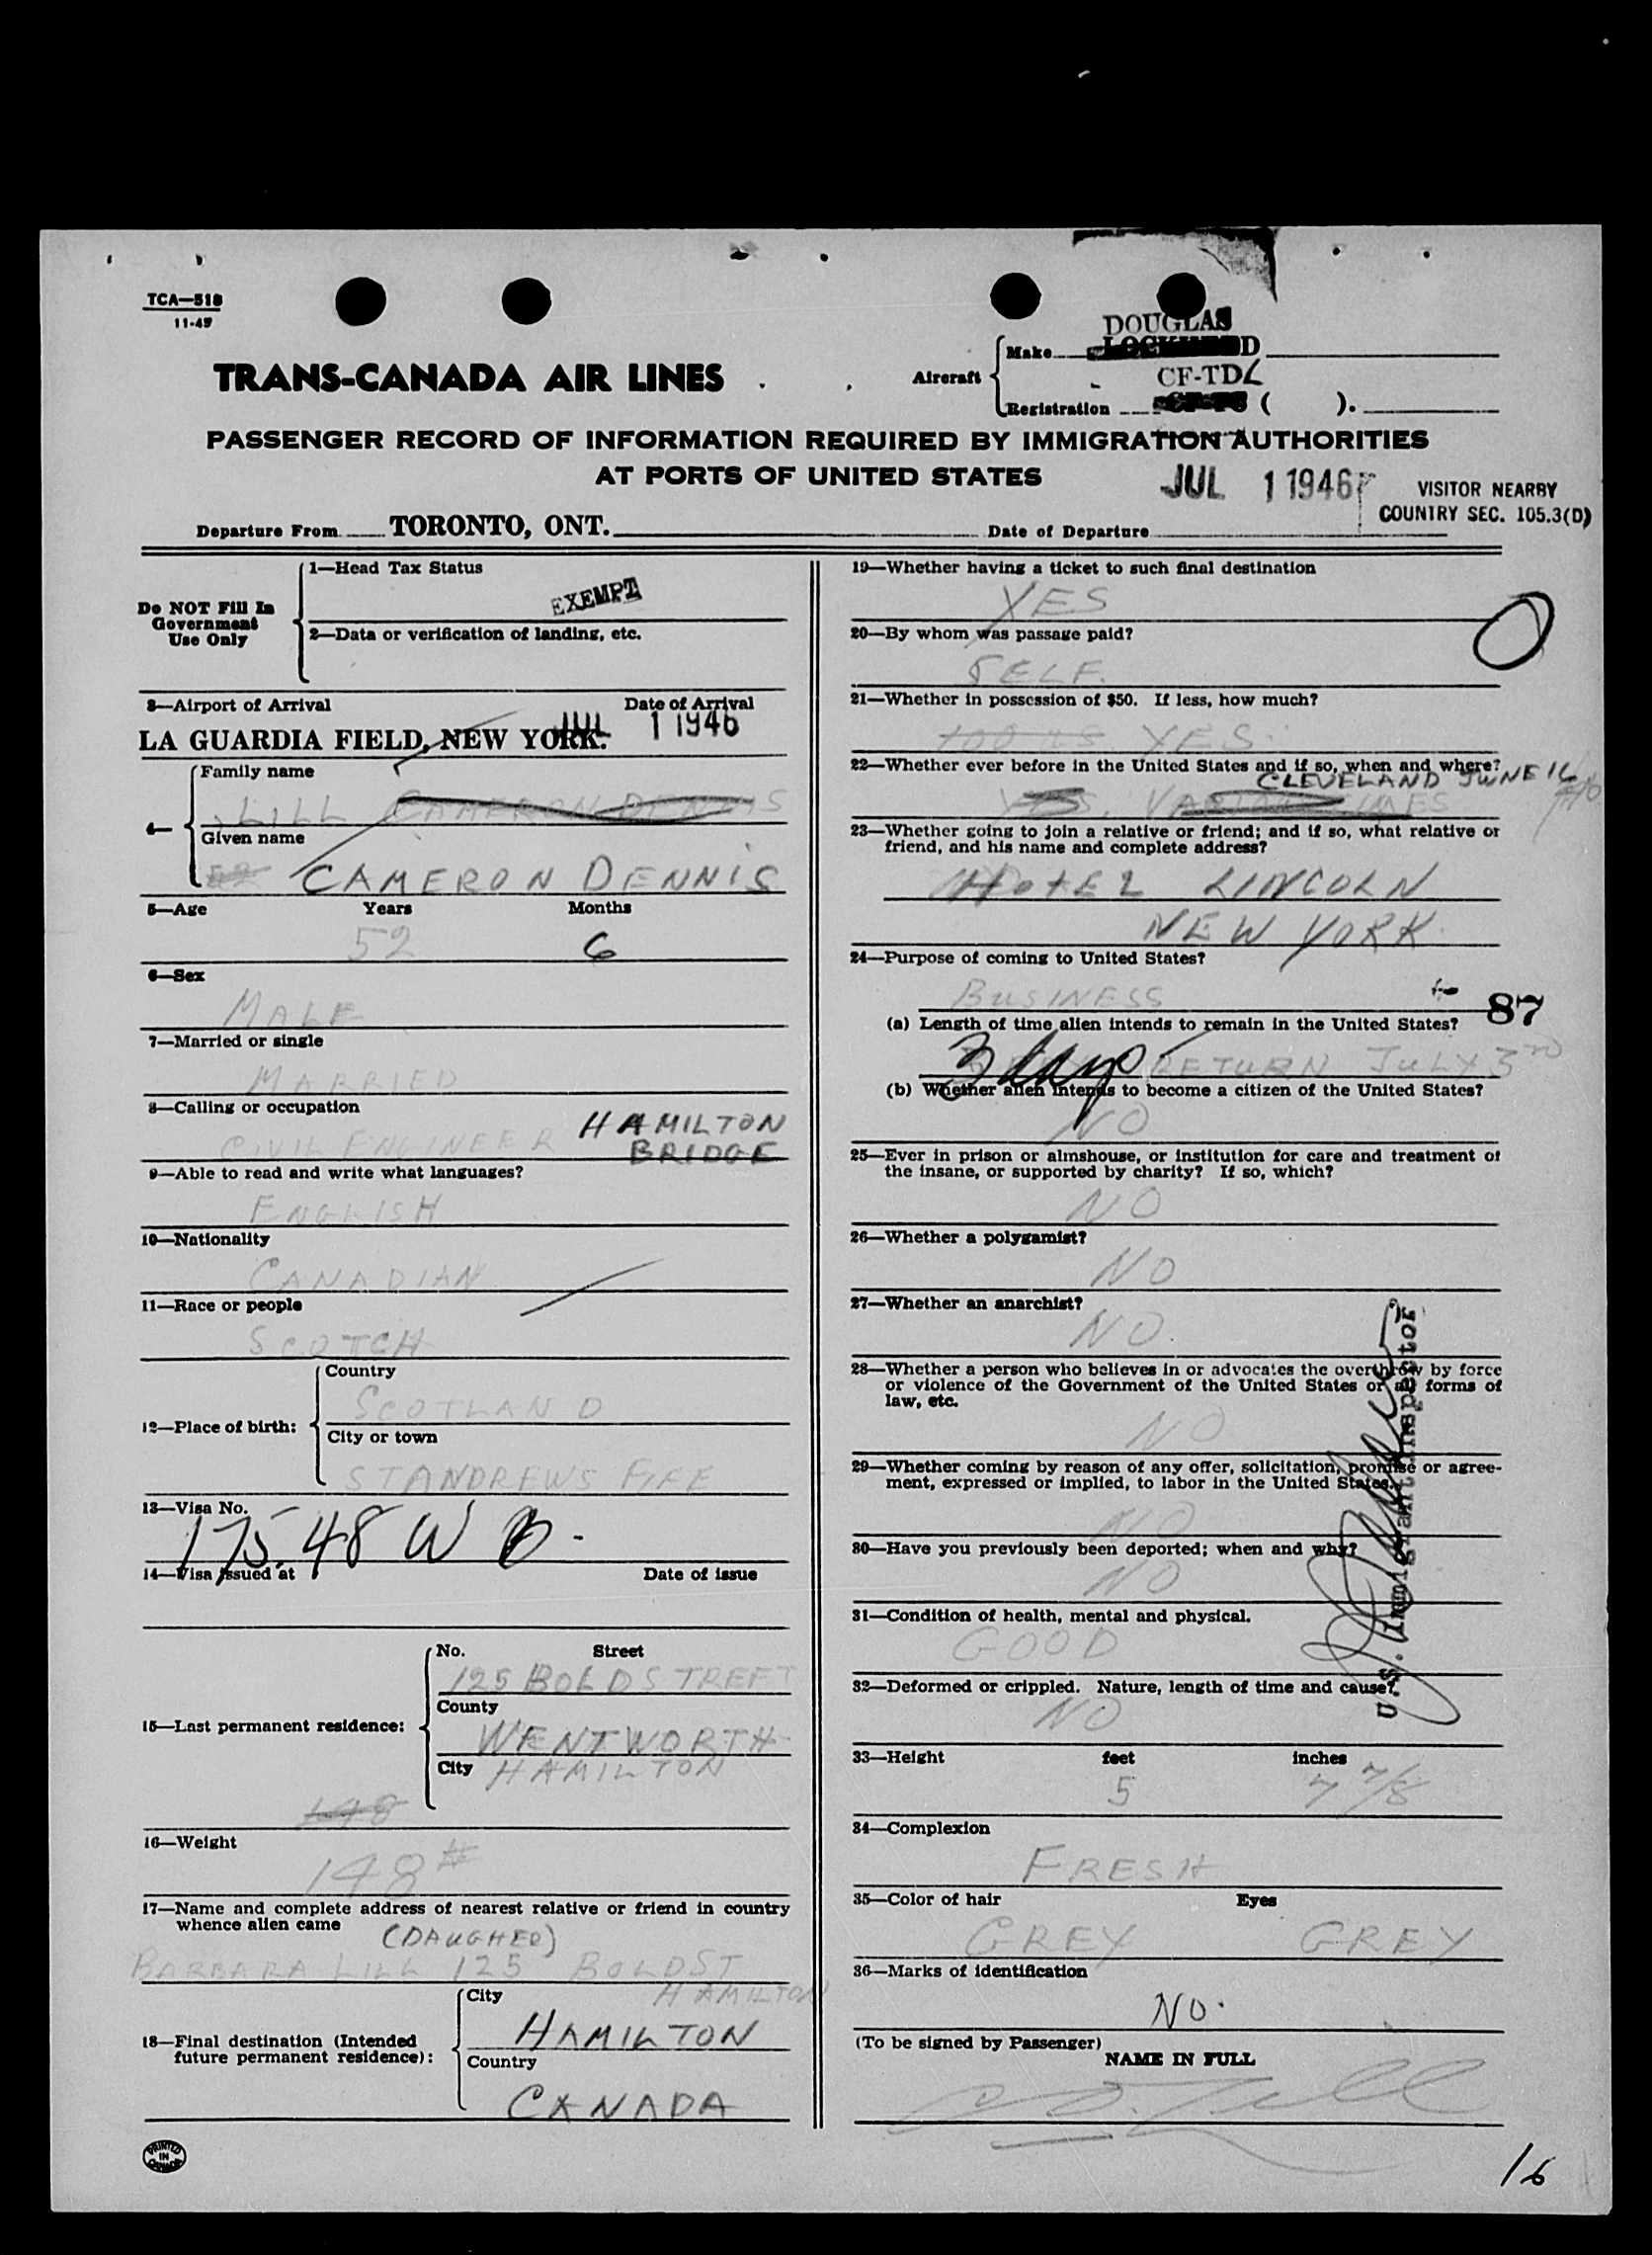 TCA—518
11-45
DOUGLAS
TRANS-CANADA AIR LINES
Aircraft
Make LOCKHEED
CF-TDL
Registration CF-TC ( ).
PASSENGER RECORD OF INFORMATION REQUIRED BY IMMIGRATION AUTHORITIES
AT PORTS OF UNITED STATES
JUL 1 1946
VISITOR NEARBY
COUNTRY SEC. 105.3(D)
Departure From TORONTO, ONT.
Date of Departure
Do NOT Fill In
Government
Use Only
1—Head Tax Status
EXEMPT
2—Data or verification of landing, etc.
3—Airport of Arrival Date of Arrival
LA GUARDIA FIELD, NEW YORK. JUL 1 1946
4—
Family name
LILL CAMERON DENNIS
Given name
52 CAMERON DENNIS
5—Age Years Months
52 6
6—Sex
MALE
7—Married or single
MARRIED
8—Calling or occupation
CIVIL ENGINEER HAMILTON
BRIDGE
9—Able to read and write what languages?
ENGLISH
10—Nationality
CANADIAN
11—Race or people
SCOTCH
12—Place of birth:
Country
SCOTLAND
City or town
ST ANDREWS FIFE
13—Visa No.
175.48 W B -
14—Visa issued at Date of issue
15—Last permanent residence:
No. Street
125 BOLD STREET
County
WENTWORTH
City HAMILTON
148
16—Weight
148 #
17—Name and complete address of nearest relative or friend in country
whence alien came
(DAUGHER)
BARBARA LILL 125 BOLD ST
HAMILTON
18—Final destination (Intended
future permanent residence):
City
HAMILTON
Country
CANADA
PRINTED
IN
CANADA
19—Whether having a ticket to such final destination
YES
0
20—By whom was passage paid?
SELF.
21—Whether in possession of $50. If less, how much?
YES.
22—Whether ever before in the United States and if so, when and where?
CLEVELAND JUNE 16
YES. VARIOUS TIMES
23—Whether going to join a relative or friend; and if so, what relative or
friend, and his name and complete address?
HOTEL LINCOLN
NEW YORK
24—Purpose of coming to United States?
BUSINESS
87
(a) Length of time alien intends to remain in the United States?
3 days RETURN JULY 3RD
(b) Whether alien intends to become a citizen of the United States?
NO
25—Ever in prison or almshouse, or institution for care and treatment of
the insane, or supported by charity? If so, which?
NO
26—Whether a polygamist?
NO
27—Whether an anarchist?
NO
28—Whether a person who believes in or advocates the overthrow by force
or violence of the Government of the United States or all forms of
law, etc.
NO
29—Whether coming by reason of any offer, solicitation, promise or agree-
ment, expressed or implied, to labor in the United States.
NO
30—Have you previously been deported; when and why?
NO
31—Condition of health, mental and physical.
GOOD
32—Deformed or crippled. Nature, length of time and cause?
NO
U.S. Immigrant Inspector
33—Height feet inches
5 7 7/8
34—Complexion
FRESH
35—Color of hair Eyes
GREY GREY
36—Marks of identification
NO.
(To be signed by Passenger)
NAME IN FULL
C D Lill
16